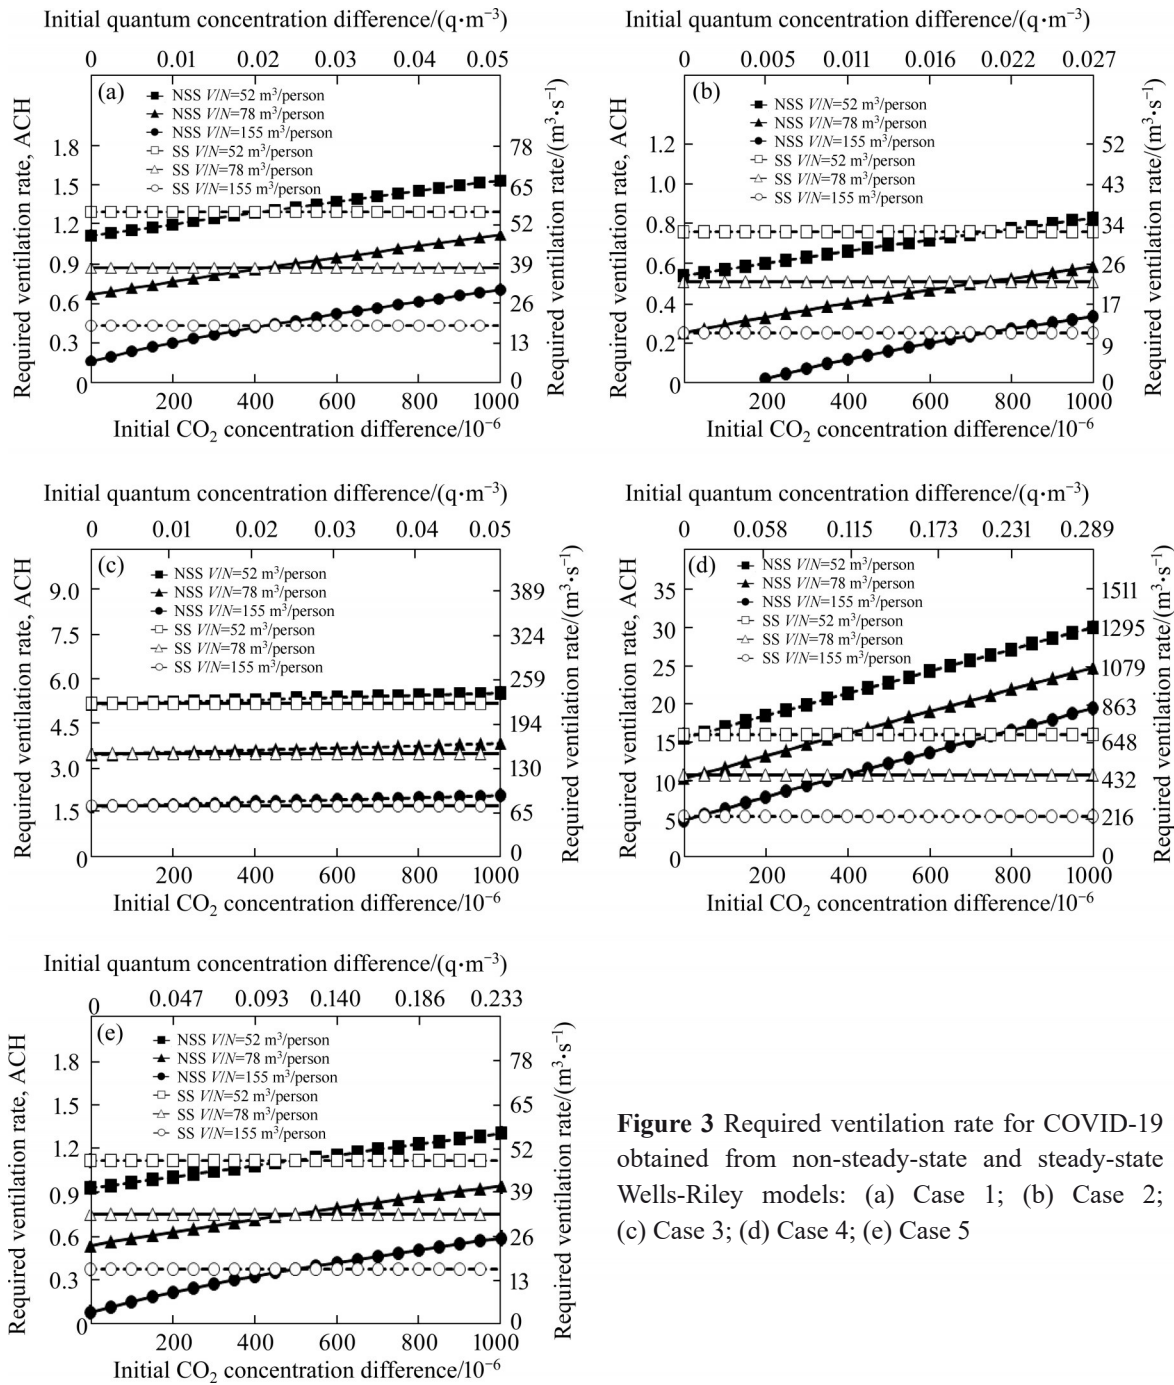 Initial quantum concentration difference/(q·m⁻³)
0 0.01 0.02 0.03 0.04 0.05
(a)
NSS V/N=52 m³/person
NSS V/N=78 m³/person
NSS V/N=155 m³/person
SS V/N=52 m³/person
SS V/N=78 m³/person
SS V/N=155 m³/person
Required ventilation rate, ACH
1.8
1.5
1.2
0.9
0.6
0.3
0
78
65
52
39
26
13
0
Required ventilation rate/(m³·s⁻¹)
200 400 600 800 1000
Initial CO₂ concentration difference/10⁻⁶
Initial quantum concentration difference/(q·m⁻³)
0 0.005 0.011 0.016 0.022 0.027
(b)
NSS V/N=52 m³/person
NSS V/N=78 m³/person
NSS V/N=155 m³/person
SS V/N=52 m³/person
SS V/N=78 m³/person
SS V/N=155 m³/person
Required ventilation rate, ACH
1.2
1.0
0.8
0.6
0.4
0.2
0
52
43
34
26
17
9
0
Required ventilation rate/(m³·s⁻¹)
200 400 600 800 1000
Initial CO₂ concentration difference/10⁻⁶
Initial quantum concentration difference/(q·m⁻³)
0 0.01 0.02 0.03 0.04 0.05
(c)
NSS V/N=52 m³/person
NSS V/N=78 m³/person
NSS V/N=155 m³/person
SS V/N=52 m³/person
SS V/N=78 m³/person
SS V/N=155 m³/person
Required ventilation rate, ACH
9.0
7.5
6.0
4.5
3.0
1.5
0
389
324
259
194
130
65
0
Required ventilation rate/(m³·s⁻¹)
200 400 600 800 1000
Initial CO₂ concentration difference/10⁻⁶
Initial quantum concentration difference/(q·m⁻³)
0 0.058 0.115 0.173 0.231 0.289
(d)
NSS V/N=52 m³/person
NSS V/N=78 m³/person
NSS V/N=155 m³/person
SS V/N=52 m³/person
SS V/N=78 m³/person
SS V/N=155 m³/person
Required ventilation rate, ACH
35
30
25
20
15
10
5
0
1511
1295
1079
863
648
432
216
0
Required ventilation rate/(m³·s⁻¹)
200 400 600 800 1000
Initial CO₂ concentration difference/10⁻⁶
Initial quantum concentration difference/(q·m⁻³)
0 0.047 0.093 0.140 0.186 0.233
(e)
NSS V/N=52 m³/person
NSS V/N=78 m³/person
NSS V/N=155 m³/person
SS V/N=52 m³/person
SS V/N=78 m³/person
SS V/N=155 m³/person
Required ventilation rate, ACH
1.8
1.5
1.2
0.9
0.6
0.3
0
78
65
52
39
26
13
0
Required ventilation rate/(m³·s⁻¹)
200 400 600 800 1000
Initial CO₂ concentration difference/10⁻⁶
Figure 3 Required ventilation rate for COVID-19
obtained from non-steady-state and steady-state
Wells-Riley models: (a) Case 1; (b) Case 2;
(c) Case 3; (d) Case 4; (e) Case 5